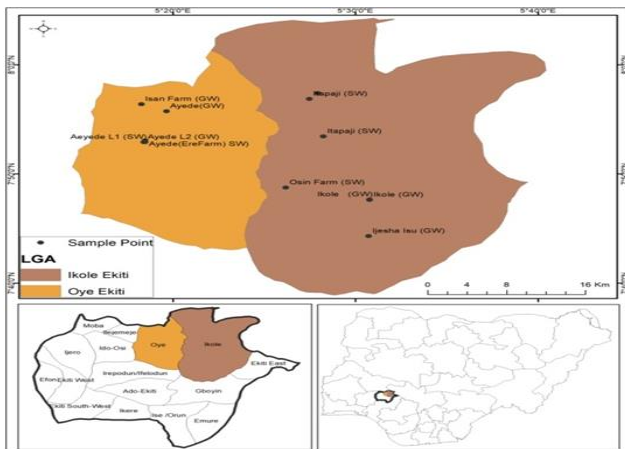 5°20'0"E 5°30'0"E 5°40'0"E
Isan Farm (GW)
Ayede(GW)
Itapaji (SW)
Aeyede L1 (SW) Ayede L2 (GW)
Ayede(EreFarm) SW)
Osin Farm (SW)
Ikole (GW) Ikole (GW)
Ijesha Isu (GW)
Sample Point
LGA
Ikole Ekiti
Oye Ekiti
0 4 8 16 Km
Moba
Ijero
Ido-Osi
Oye
Ikole
Ekiti East
Irepodun/Ifelodun
Efon
Ekiti West
Ado-Ekiti
Gboyin
Ekiti South-West
Ikere
Ise /Orun
Emure